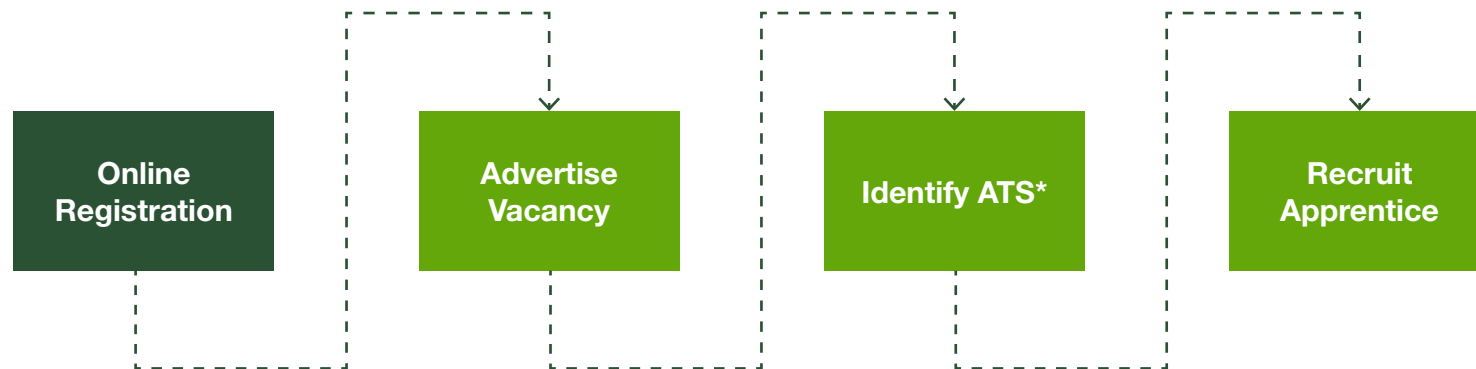 Online
Registration
Advertise
Vacancy
Identify ATS*
Recruit
Apprentice